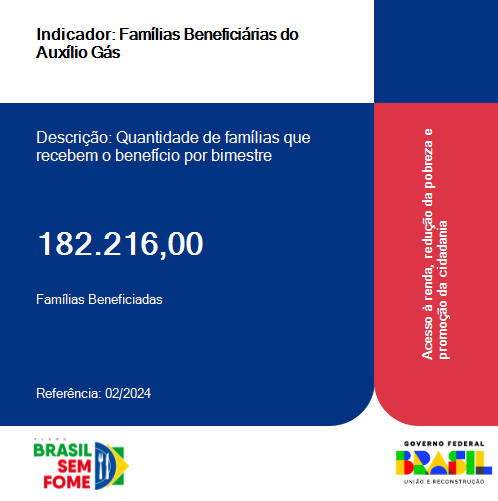 Indicador: Famílias Beneficiárias do
Auxílio Gás
Descrição: Quantidade de famílias que
recebem o benefício por bimestre
182.216,00
Famílias Beneficiadas
Referência: 02/2024
Acesso à renda, redução da pobreza e
promoção da cidadania
PLANO
BRASIL
SEM
FOME
GOVERNO FEDERAL
BRASIL
UNIÃO E RECONSTRUÇÃO